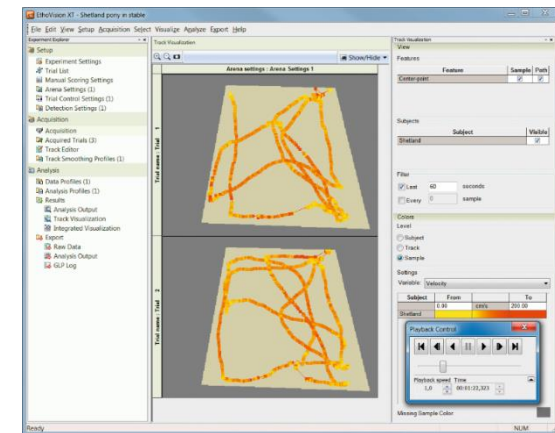 EthoVision XT - Shetland pony in stable
File Edit View Setup Acquisition Select Visualize Analyze Export Help
Experiment Explorer
Setup
Experiment Settings
Trial List
Manual Scoring Settings
Arena Settings (1)
Trial Control Settings (1)
Detection Settings (1)
Acquisition
Acquisition
Acquired Trials (3)
Track Editor
Track Smoothing Profiles (1)
Analysis
Data Profiles (1)
Analysis Profiles (1)
Results
Analysis Output
Track Visualization
Integrated Visualization
Export
Raw Data
Analysis Output
GLP Log
Track Visualization
Show/Hide
Arena settings : Arena Settings 1
Trial name : Trial 1
Trial name : Trial 2
Track Visualization
View
Features
Feature Sample Path
Center-point
Subjects
Subject Visible
Shetland
Filter
Last 60 seconds
Every 0 sample
Colors
Level
Subject
Track
Sample
Settings
Variable: Velocity
Subject From To
Shetland 0.00 cm/s 250.00
Playback Control
Playback speed Time
1,0
Missing Sample Color
Ready
NUM